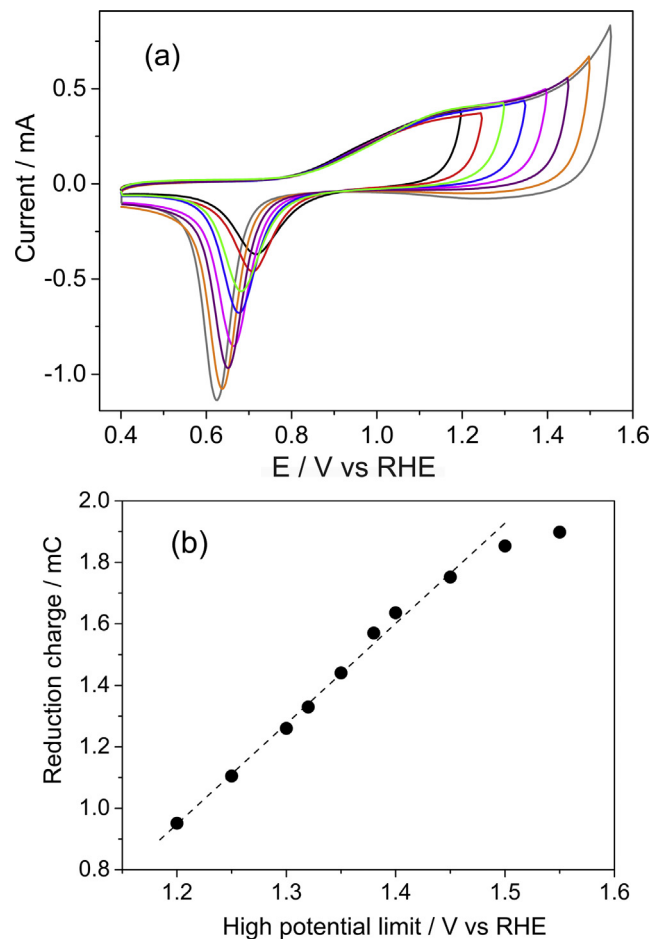 (a)
Current / mA
0.5
0.0
-0.5
-1.0
0.4 0.6 0.8 1.0 1.2 1.4 1.6
E / V vs RHE
(b)
Reduction charge / mC
2.0
1.8
1.6
1.4
1.2
1.0
0.8
1.2 1.3 1.4 1.5 1.6
High potential limit / V vs RHE